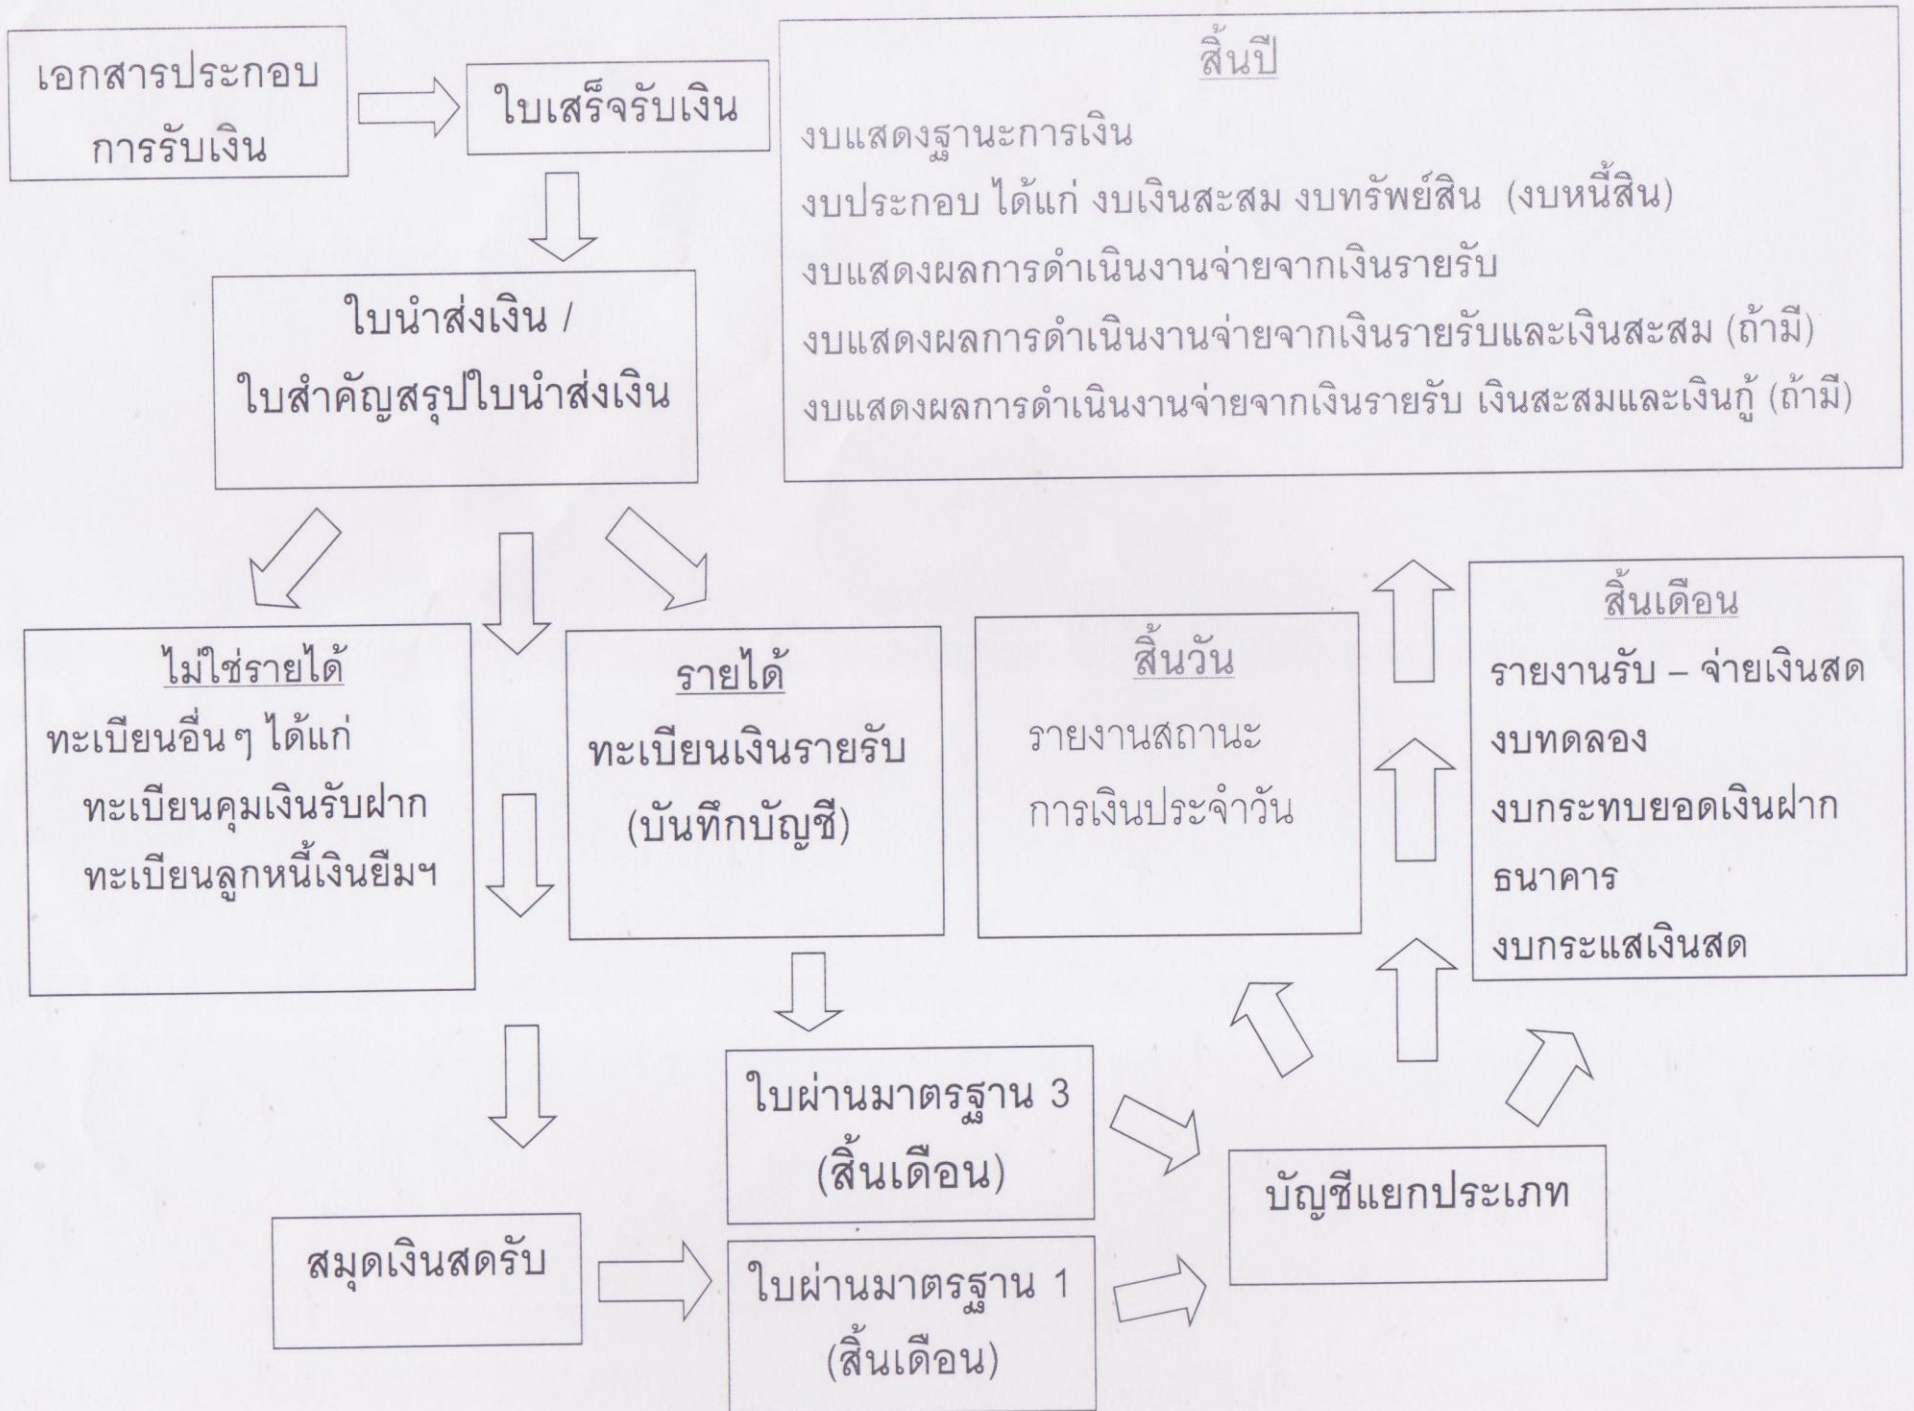 เอกสารประกอบ
การรับเงิน
ใบเสร็จรับเงิน
สิ้นปี
งบแสดงฐานะการเงิน
งบประกอบ ได้แก่ งบเงินสะสม งบทรัพย์สิน (งบหนี้สิน)
งบแสดงผลการดำเนินงานจ่ายจากเงินรายรับ
งบแสดงผลการดำเนินงานจ่ายจากเงินรายรับและเงินสะสม (ถ้ามี)
งบแสดงผลการดำเนินงานจ่ายจากเงินรายรับ เงินสะสมและเงินกู้ (ถ้ามี)
ใบนำส่งเงิน /
ใบสำคัญสรุปใบนำส่งเงิน
ไม่ใช่รายได้
ทะเบียนอื่นๆ ได้แก่
ทะเบียนคุมเงินรับฝาก
ทะเบียนลูกหนี้เงินยืมฯ
รายได้
ทะเบียนเงินรายรับ
(บันทึกบัญชี)
สิ้นวัน
รายงานสถานะ
การเงินประจำวัน
สิ้นเดือน
รายงานรับ – จ่ายเงินสด
งบทดลอง
งบกระทบยอดเงินฝาก
ธนาคาร
งบกระแสเงินสด
ใบผ่านมาตรฐาน 3
(สิ้นเดือน)
บัญชีแยกประเภท
สมุดเงินสดรับ
ใบผ่านมาตรฐาน 1
(สิ้นเดือน)